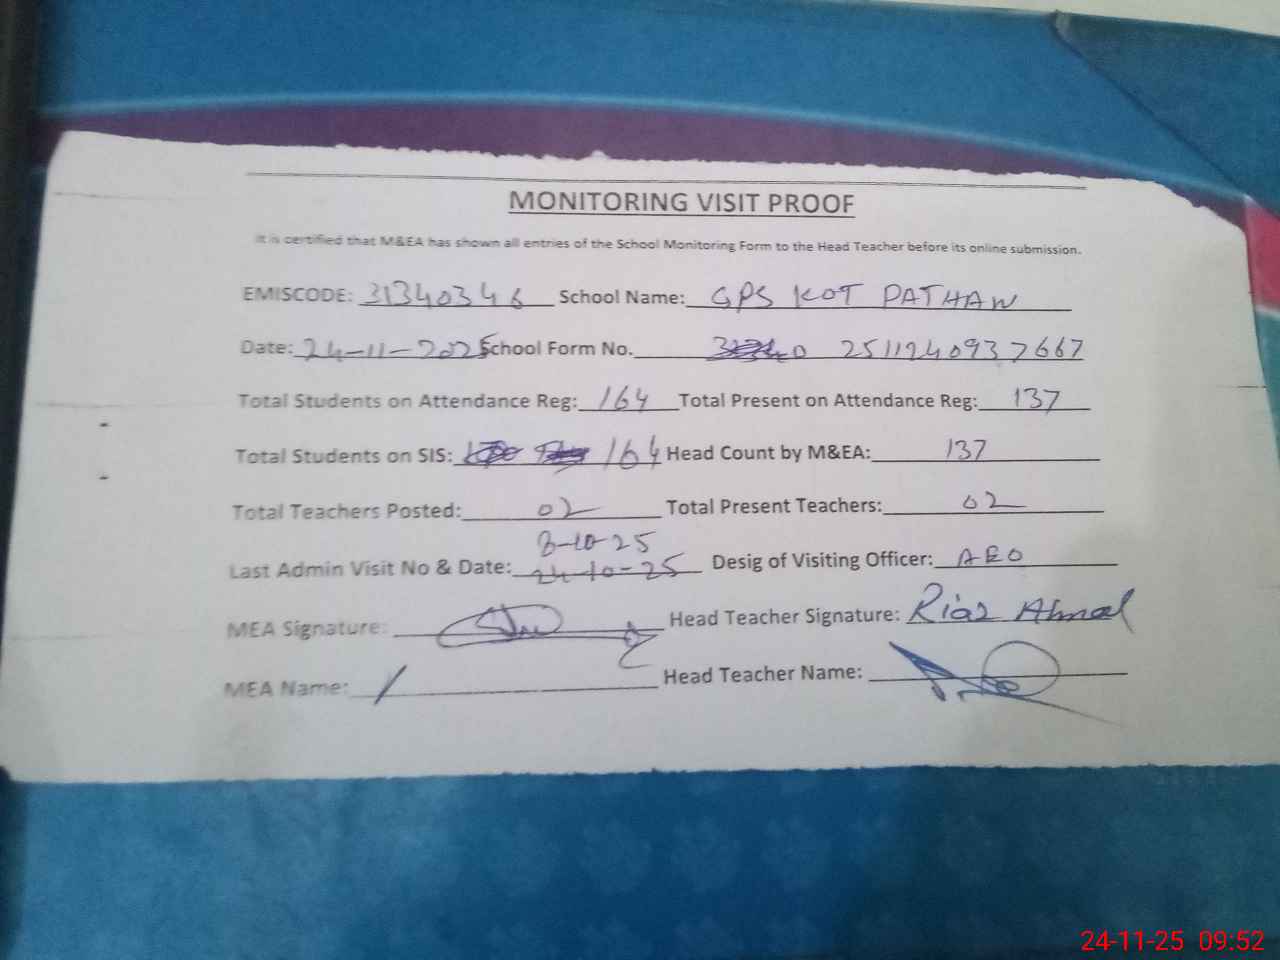 MONITORING VISIT PROOF
It is certified that M&EA has shown all entries of the School Monitoring Form to the Head Teacher before its online submission.
EMISCODE: 31340346 School Name: GPS KOT PATHAN
Date: 24-11-2025 School Form No. 2511240937667
Total Students on Attendance Reg: 164 Total Present on Attendance Reg: 137
Total Students on SIS: 164 Head Count by M&EA: 137
Total Teachers Posted: 02 Total Present Teachers: 02
8-10-25
Last Admin Visit No & Date: 24-10-25 Desig of Visiting Officer: AEO
MEA Signature: Head Teacher Signature: Riaz Ahmad
MEA Name: Head Teacher Name:
24-11-25 09:52